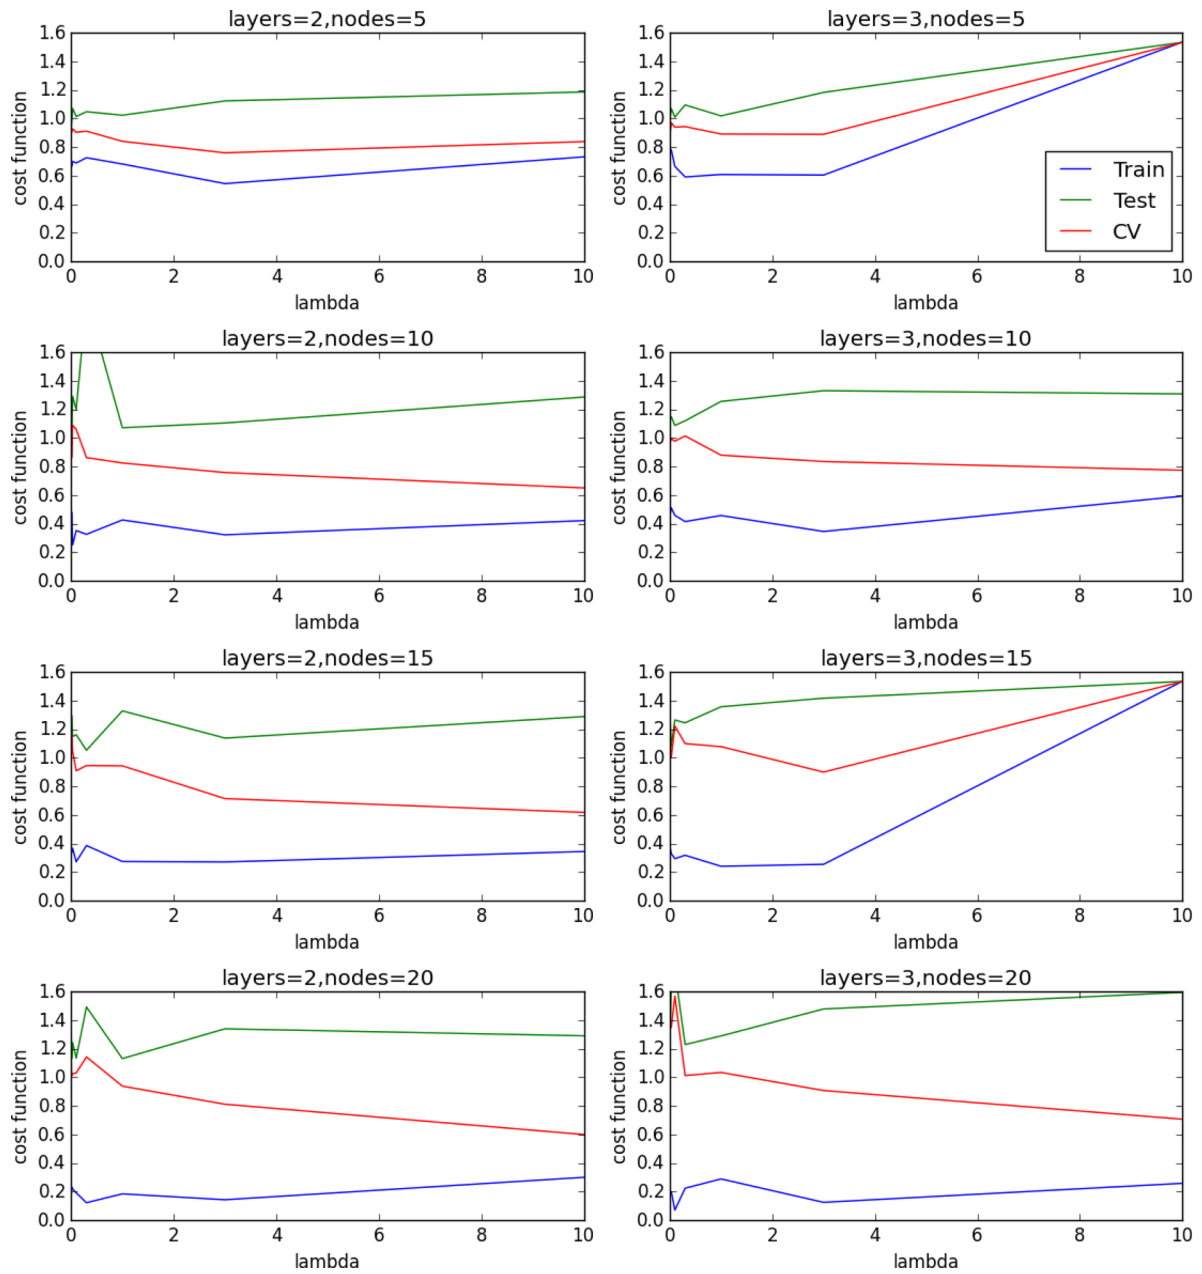 layers=2,nodes=5
1.6
1.4
1.2
1.0
0.8
0.6
0.4
0.2
0.0
cost function
0 2 4 6 8 10
lambda
layers=3,nodes=5
1.6
1.4
1.2
1.0
0.8
0.6
0.4
0.2
0.0
cost function
Train
Test
CV
0 2 4 6 8 10
lambda
layers=2,nodes=10
1.6
1.4
1.2
1.0
0.8
0.6
0.4
0.2
0.0
cost function
0 2 4 6 8 10
lambda
layers=3,nodes=10
1.6
1.4
1.2
1.0
0.8
0.6
0.4
0.2
0.0
cost function
0 2 4 6 8 10
lambda
layers=2,nodes=15
1.6
1.4
1.2
1.0
0.8
0.6
0.4
0.2
0.0
cost function
0 2 4 6 8 10
lambda
layers=3,nodes=15
1.6
1.4
1.2
1.0
0.8
0.6
0.4
0.2
0.0
cost function
0 2 4 6 8 10
lambda
layers=2,nodes=20
1.6
1.4
1.2
1.0
0.8
0.6
0.4
0.2
0.0
cost function
0 2 4 6 8 10
lambda
layers=3,nodes=20
1.6
1.4
1.2
1.0
0.8
0.6
0.4
0.2
0.0
cost function
0 2 4 6 8 10
lambda